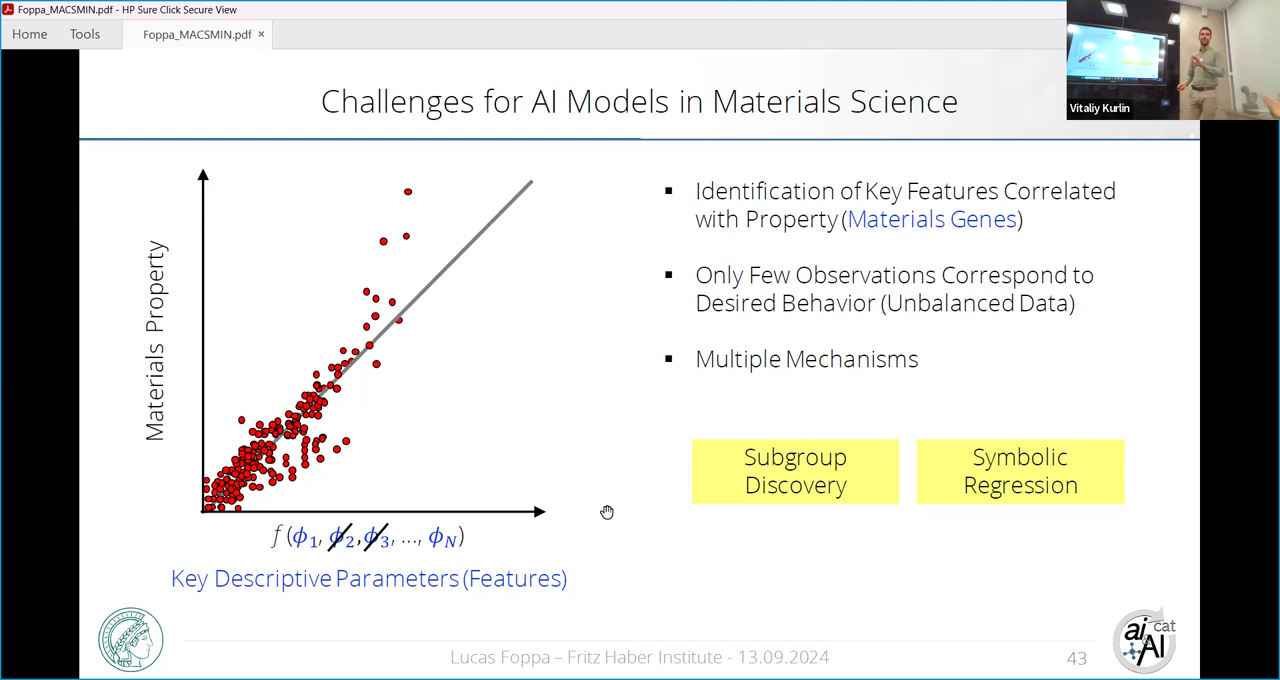 Foppa_MACSMIN.pdf - HP Sure Click Secure View
Home Tools Foppa_MACSMIN.pdf ×
Vitaliy Kurlin
Challenges for AI Models in Materials Science
Materials Property
f(ϕ1, ϕ2, ϕ3, ..., ϕN)
Key Descriptive Parameters (Features)
▪ Identification of Key Features Correlated
with Property (Materials Genes)
▪ Only Few Observations Correspond to
Desired Behavior (Unbalanced Data)
▪ Multiple Mechanisms
Subgroup
Discovery
Symbolic
Regression
Lucas Foppa – Fritz Haber Institute - 13.09.2024
43
ai cat
AI